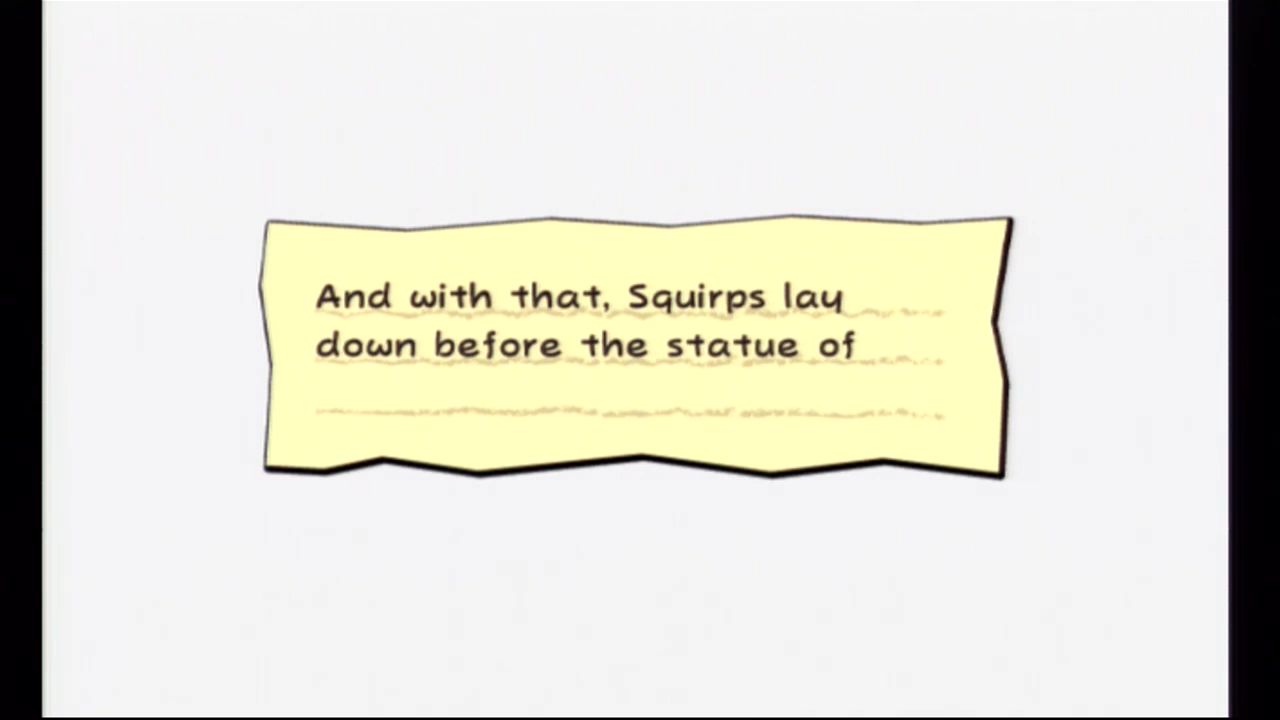 And with that, Squirps lay
down before the statue of